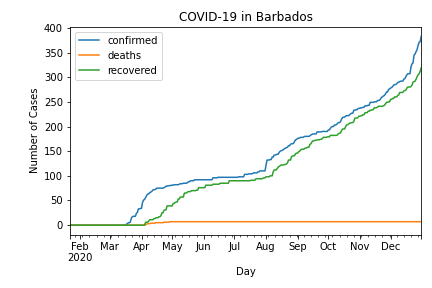 COVID-19 in Barbados
confirmed
deaths
recovered
Number of Cases
400
350
300
250
200
150
100
50
0
Feb Mar Apr May Jun Jul Aug Sep Oct Nov Dec
2020
Day